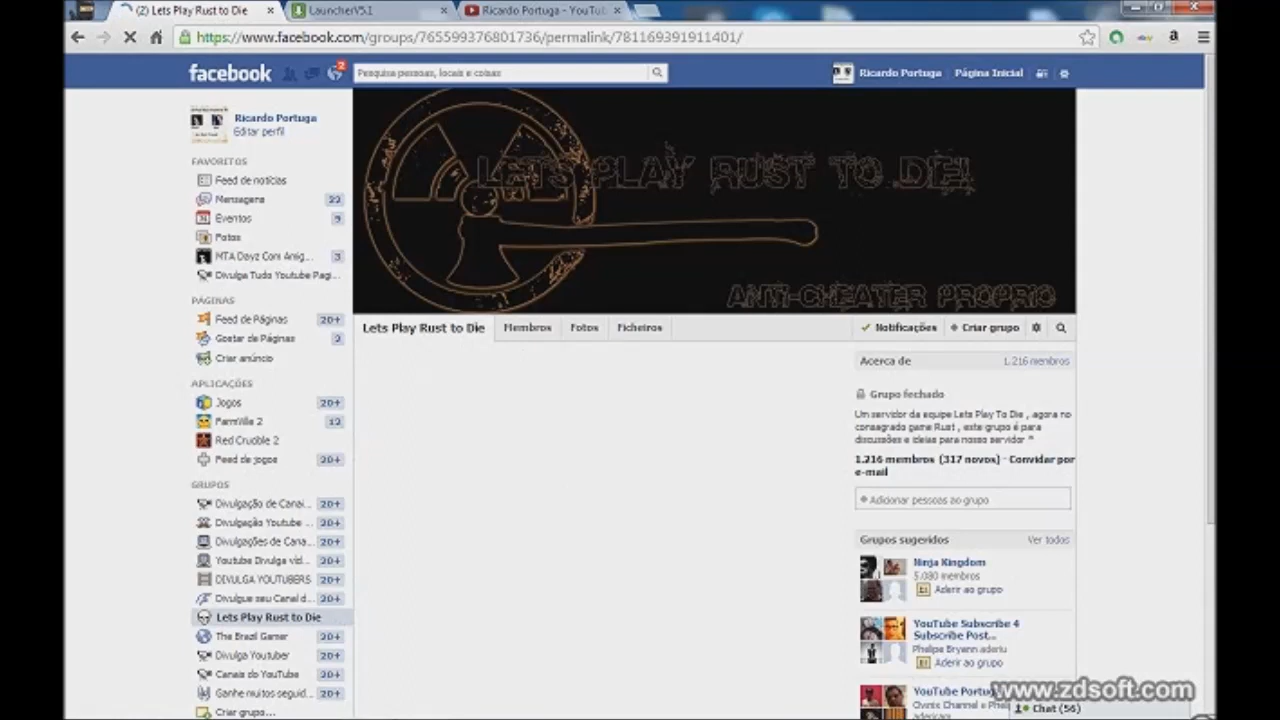 (2) Lets Play Rust to Die
LauncherV5.1
Ricardo Portuga - YouTu
https://www.facebook.com/groups/765599376801736/permalink/781169391911401/
facebook
2
Pesquisa pessoas, locais e coisas
Ricardo Portuga
Página Inicial
Ricardo Portuga
Editar perfil
FAVORITOS
Feed de notícias
Mensagens
Eventos
Fotos
MTA Dayz Com Amig... 3
Divulga Tudo Youtube Pagi...
PÁGINAS
Feed de Páginas 20+
Gostar de Páginas
Criar anúncio
APLICAÇÕES
Jogos 20+
FarmVille 2
Red Crucible 2
Feed de jogos 20+
GRUPOS
Divulgação de Canai... 20+
Divulgação Youtube ... 20+
Divulgações de Cana... 20+
Youtube Divulga víd... 20+
DIVULGA YOUTUBERS 20+
Divulgue seu Canal d... 20+
Lets Play Rust to Die
The Brazil Gamer 20+
Divulga Youtuber 20+
Canais do YouTube 20+
Ganhe muitos seguid... 20+
Criar grupo...
LETS PLAY RUST TO DIE!
ANTI-CHEATER PROPRIO
Lets Play Rust to Die
Membros
Fotos
Ficheiros
Notificações
Criar grupo
Acerca de
1.216 membros
Grupo fechado
Um servidor da equipe Lets Play To Die , agora no
consagrado game Rust , este grupo é para
discussões e ideias para nosso servidor
1.216 membros (317 novos) · Convidar por
e-mail
Adicionar pessoas ao grupo
Grupos sugeridos
Ver todos
Ninja Kingdom
5.080 membros
Aderir ao grupo
YouTube Subscribe 4
Subscribe Post...
Phelipe Bryann aderiu
Aderir ao grupo
YouTube Portug
www.zdsoft.com
Chat (56)